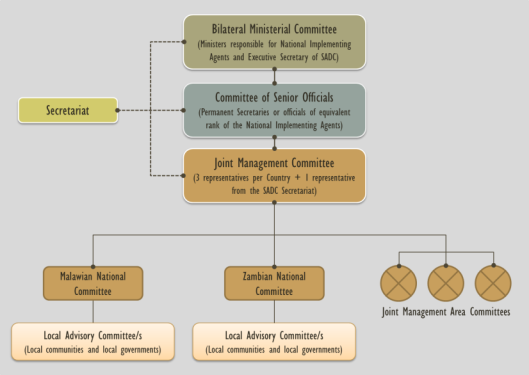 Bilateral Ministerial Committee
(Ministers responsible for National Implementing
Agents and Executive Secretary of SADC)
Secretariat
Committee of Senior Officials
(Permanent Secretaries or officials of equivalent
rank of the National Implementing Agents)
Joint Management Committee
(3 representatives per Country + 1 representative
from the SADC Secretariat)
Malawian National
Committee
Zambian National
Committee
Joint Management Area Committees
Local Advisory Committee/s
(Local communities and local governments)
Local Advisory Committee/s
(Local communities and local governments)